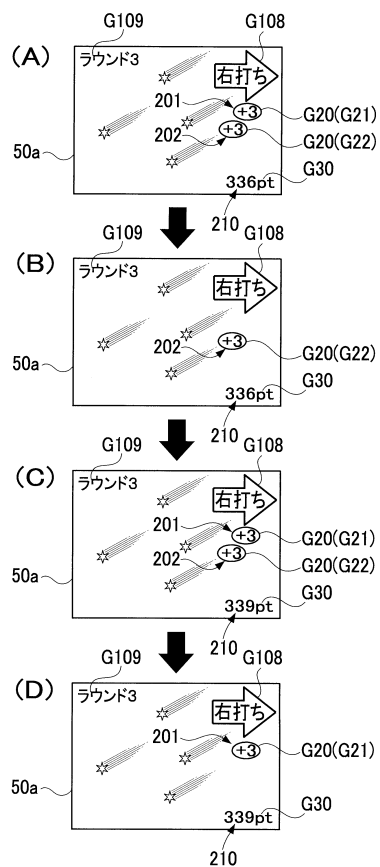 G109
G108
(A)
ラウンド3
右打ち
201
+3
G20(G21)
202
+3
G20(G22)
50a
336pt
G30
210
G109
G108
(B)
ラウンド3
右打ち
202
+3
G20(G22)
50a
336pt
G30
210
G109
G108
(C)
ラウンド3
右打ち
201
+3
G20(G21)
202
+3
G20(G22)
50a
339pt
G30
210
G109
G108
(D)
ラウンド3
右打ち
201
+3
G20(G21)
50a
339pt
G30
210